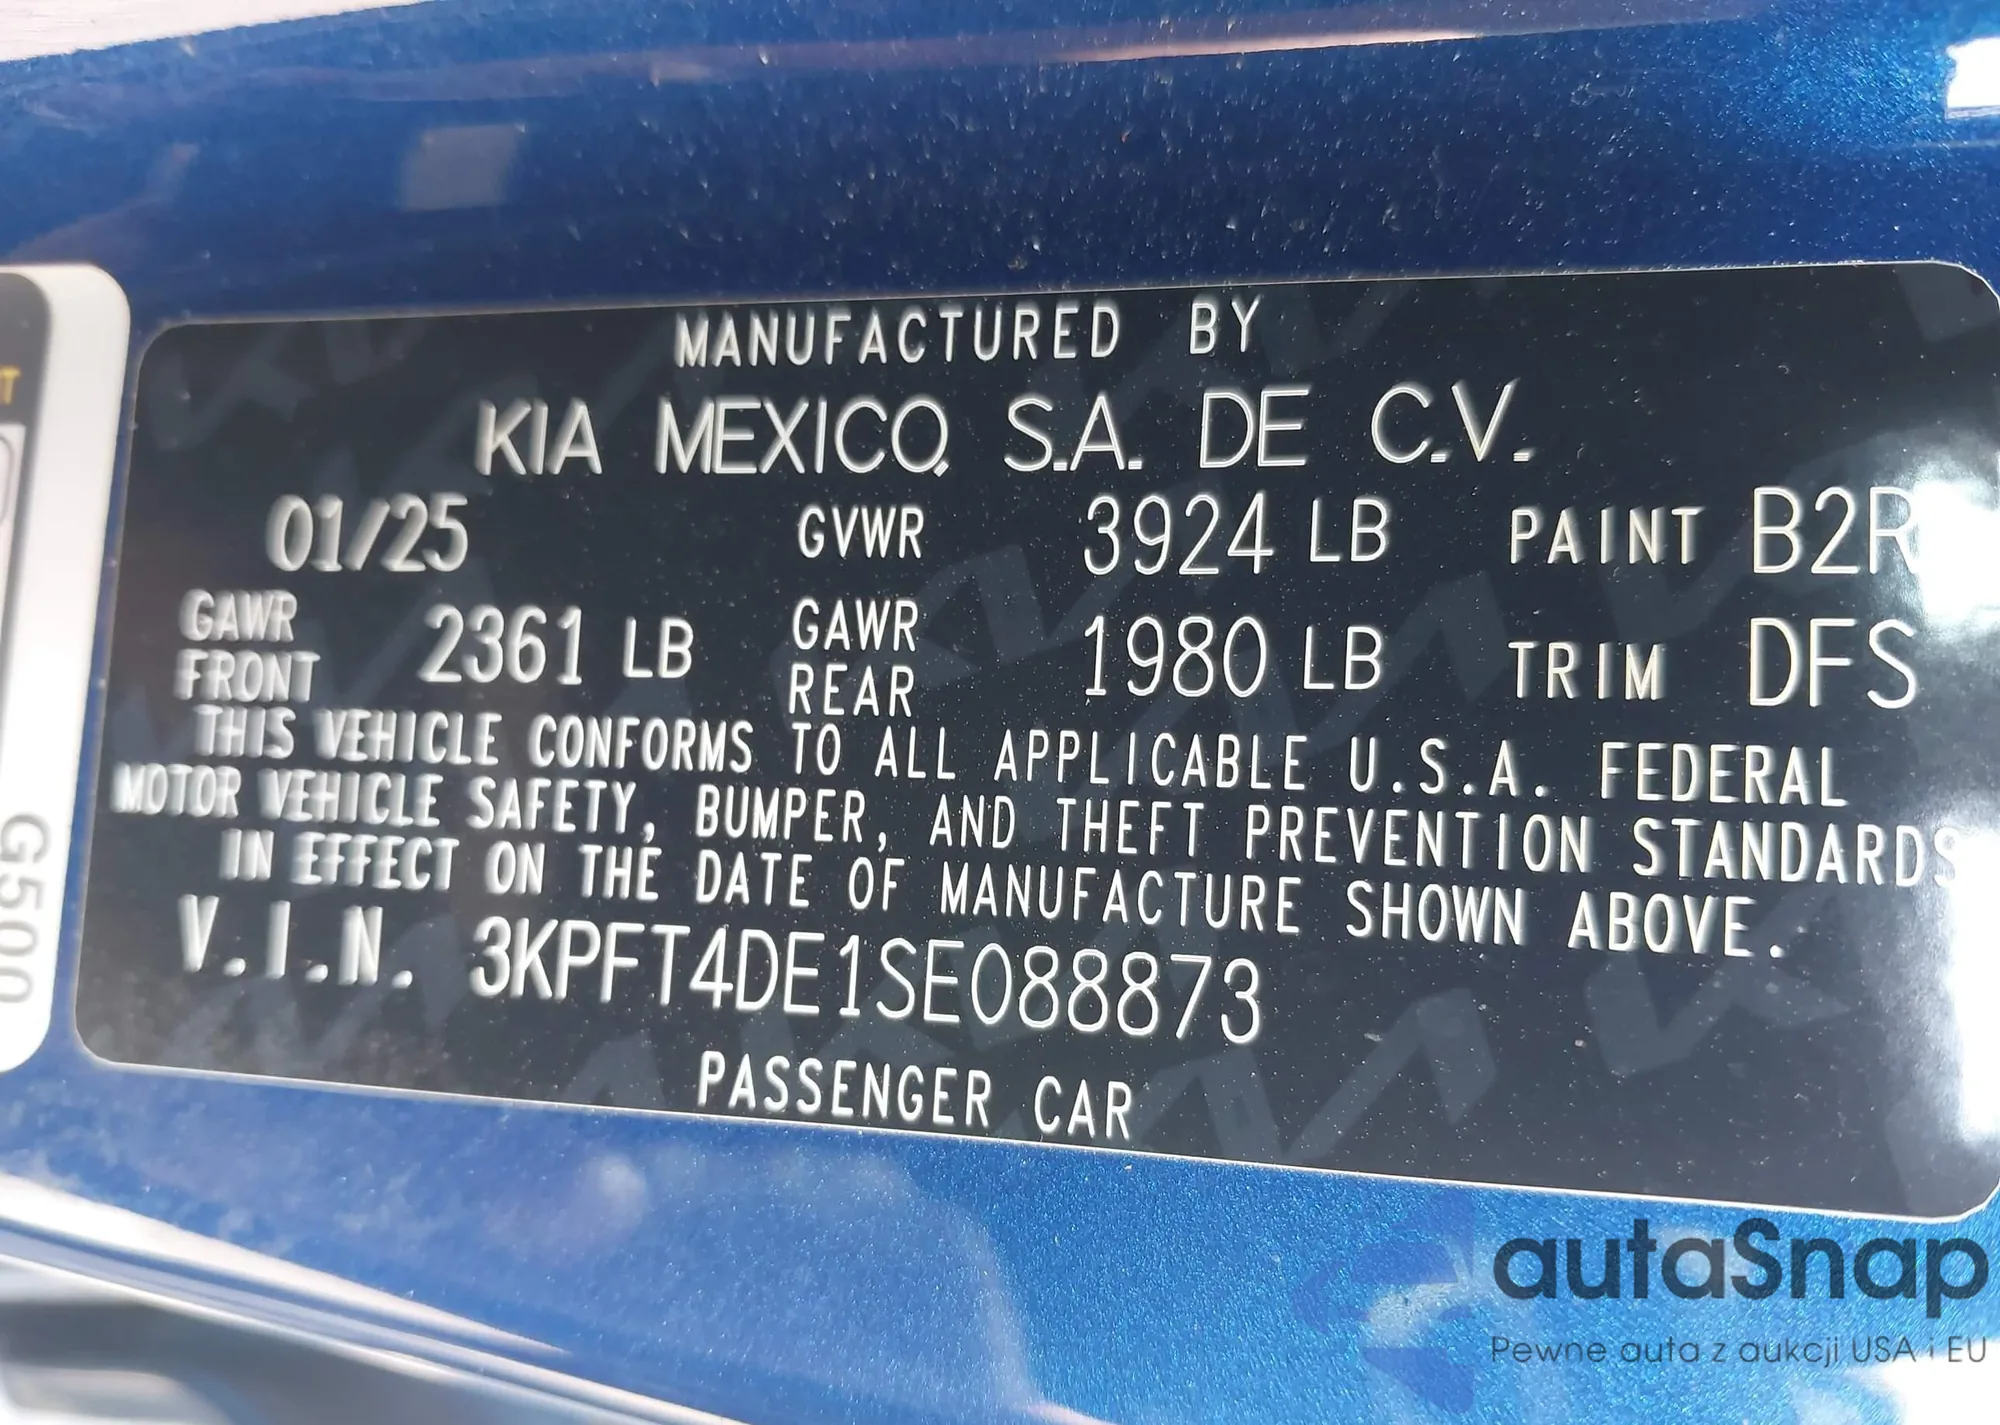 MANUFACTURED BY
KIA MEXICO, S.A. DE C.V.
01/25 GVWR 3924 LB PAINT B2R
GAWR FRONT 2361 LB GAWR REAR 1980 LB TRIM DFS
THIS VEHICLE CONFORMS TO ALL APPLICABLE U.S.A. FEDERAL
MOTOR VEHICLE SAFETY, BUMPER, AND THEFT PREVENTION STANDARDS
IN EFFECT ON THE DATE OF MANUFACTURE SHOWN ABOVE.
V.I.N. 3KPFT4DE1SE088873
PASSENGER CAR
G500
autaSnap
Pewne auta z aukcji USA i EU